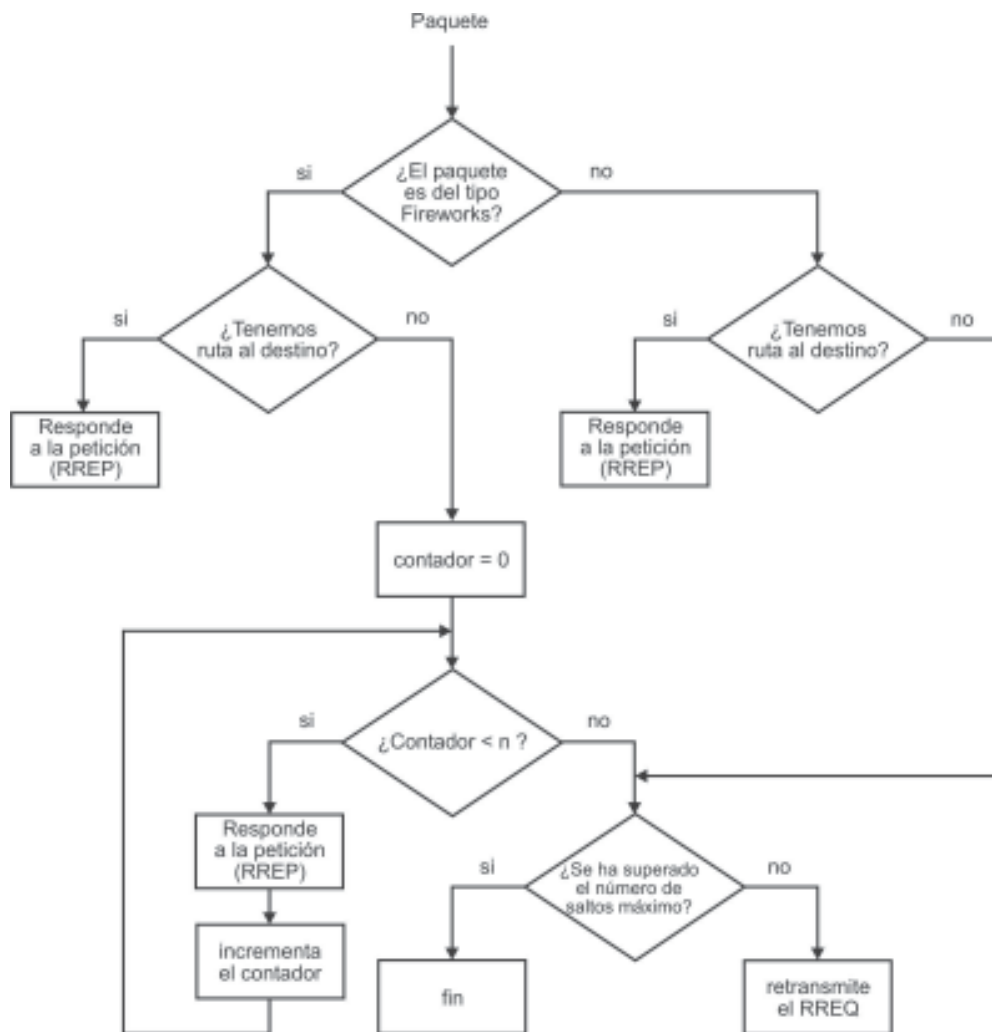 Paquete
¿El paquete
es del tipo
Fireworks?
si
no
¿Tenemos
ruta al destino?
si
no
¿Tenemos
ruta al destino?
si
no
Responde
a la petición
(RREP)
Responde
a la petición
(RREP)
contador = 0
¿Contador < n ?
si
no
Responde
a la petición
(RREP)
¿Se ha superado
el número de
saltos máximo?
si
no
incrementa
el contador
fin
retransmite
el RREQ